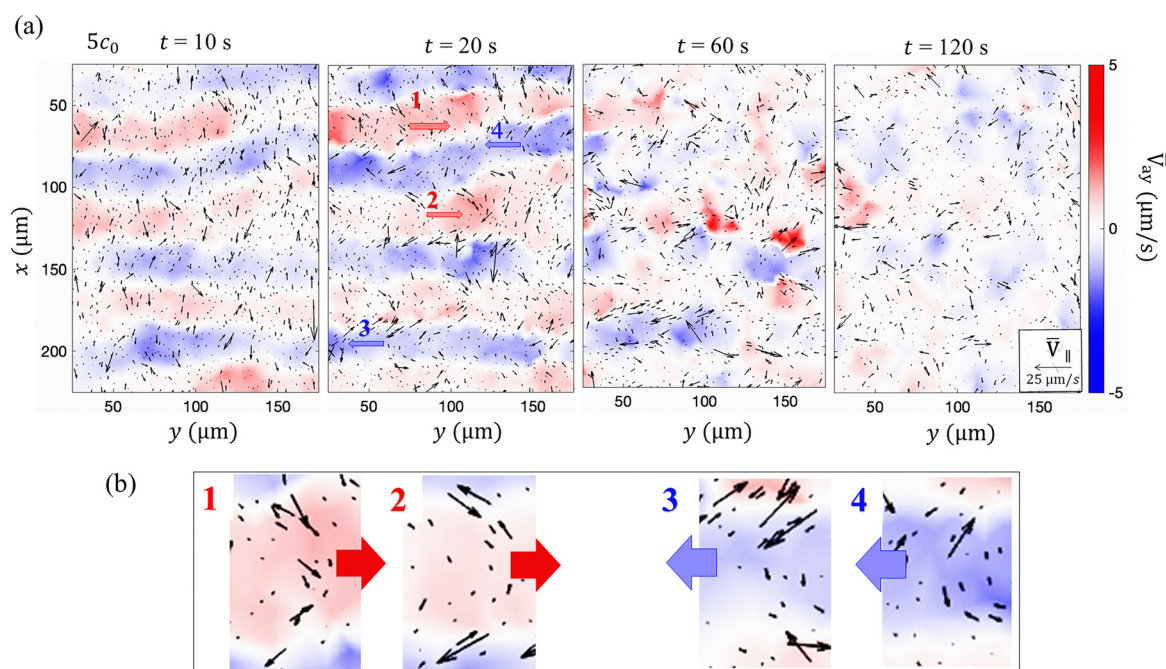 (a)
5c₀ t = 10 s t = 20 s t = 60 s t = 120 s
1
4
2
3
50
100
150
200
x (μm)
50 100 150 50 100 150 50 100 150 50 100 150
y (μm) y (μm) y (μm) y (μm)
V̅∥
25 μm/s
5
0
-5
V̅ay (μm/s)
(b)
1 2 3 4